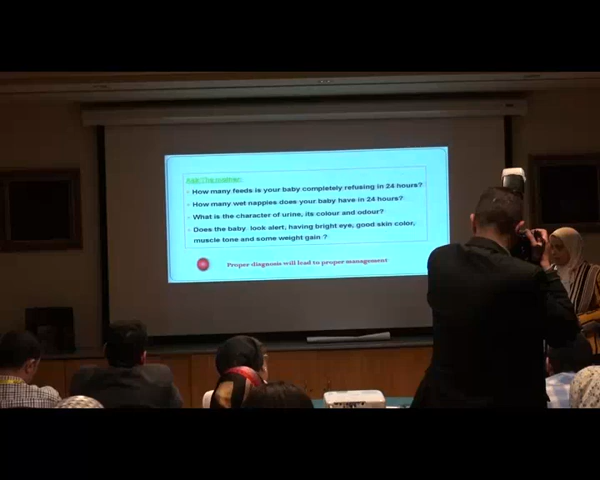 Ask The mother:
How many feeds is your baby completely refusing in 24 hours?
How many wet nappies does your baby have in 24 hours?
What is the character of urine, its colour and odour?
Does the baby look alert, having bright eye, good skin color,
muscle tone and some weight gain ?
Proper diagnosis will lead to proper management